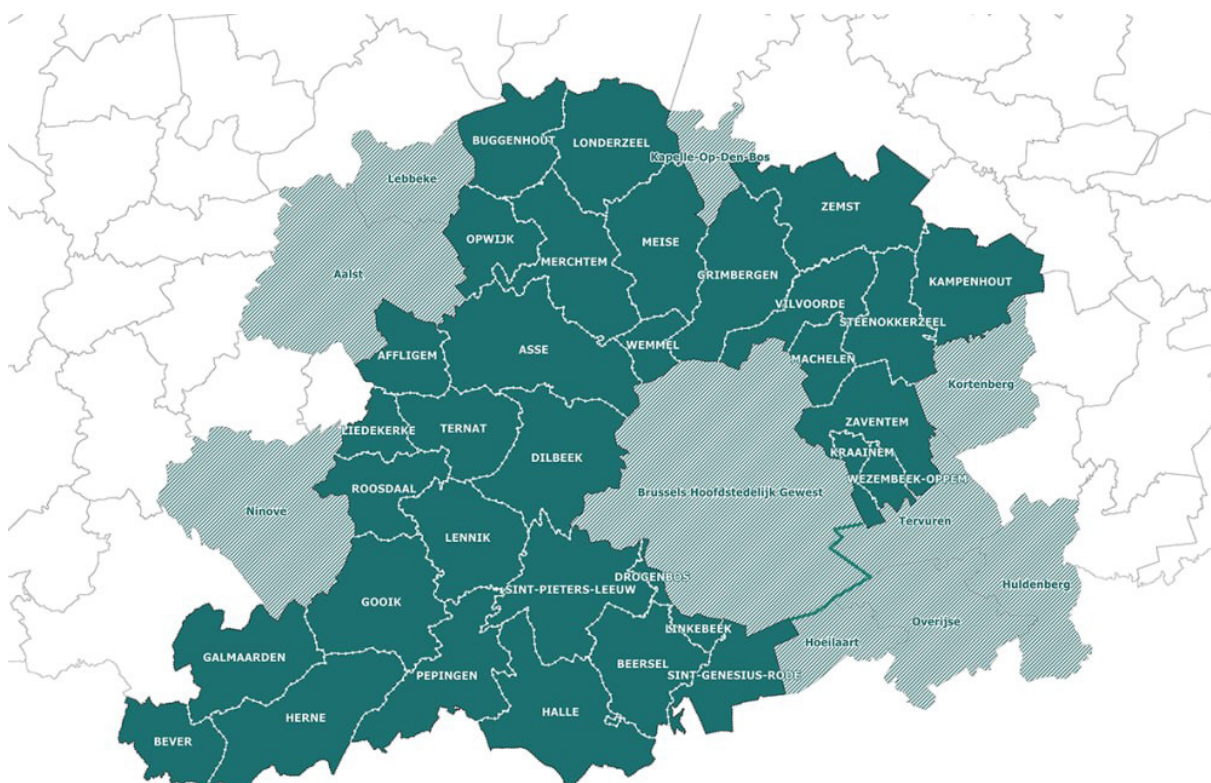 BUGGENHOUT
LONDERZEEL
Kapelle-Op-Den-Bos
Lebbeke
ZEMST
OPWIJK
MERCHTEM
MEISE
Aalst
GRIMBERGEN
KAMPENHOUT
VILVOORDE
STEENOKKERZEEL
AFFLIGEM
ASSE
WEMMEL
MACHELEN
Kortenberg
LIEDEKERKE
TERNAT
ZAVENTEM
DILBEEK
KRAAINEM
WEZEMBEEK-OPPEM
ROOSDAAL
Brussels Hoofdstedelijk Gewest
Ninove
Tervuren
LENNIK
DROGENBOS
Huldenberg
SINT-PIETERS-LEEUW
GOOIK
Overijse
LINKEBEEK
Hoeilaart
GALMAARDEN
BEERSEL
PEPINGEN
SINT-GENESIUS-RODE
HALLE
HERNE
BEVER